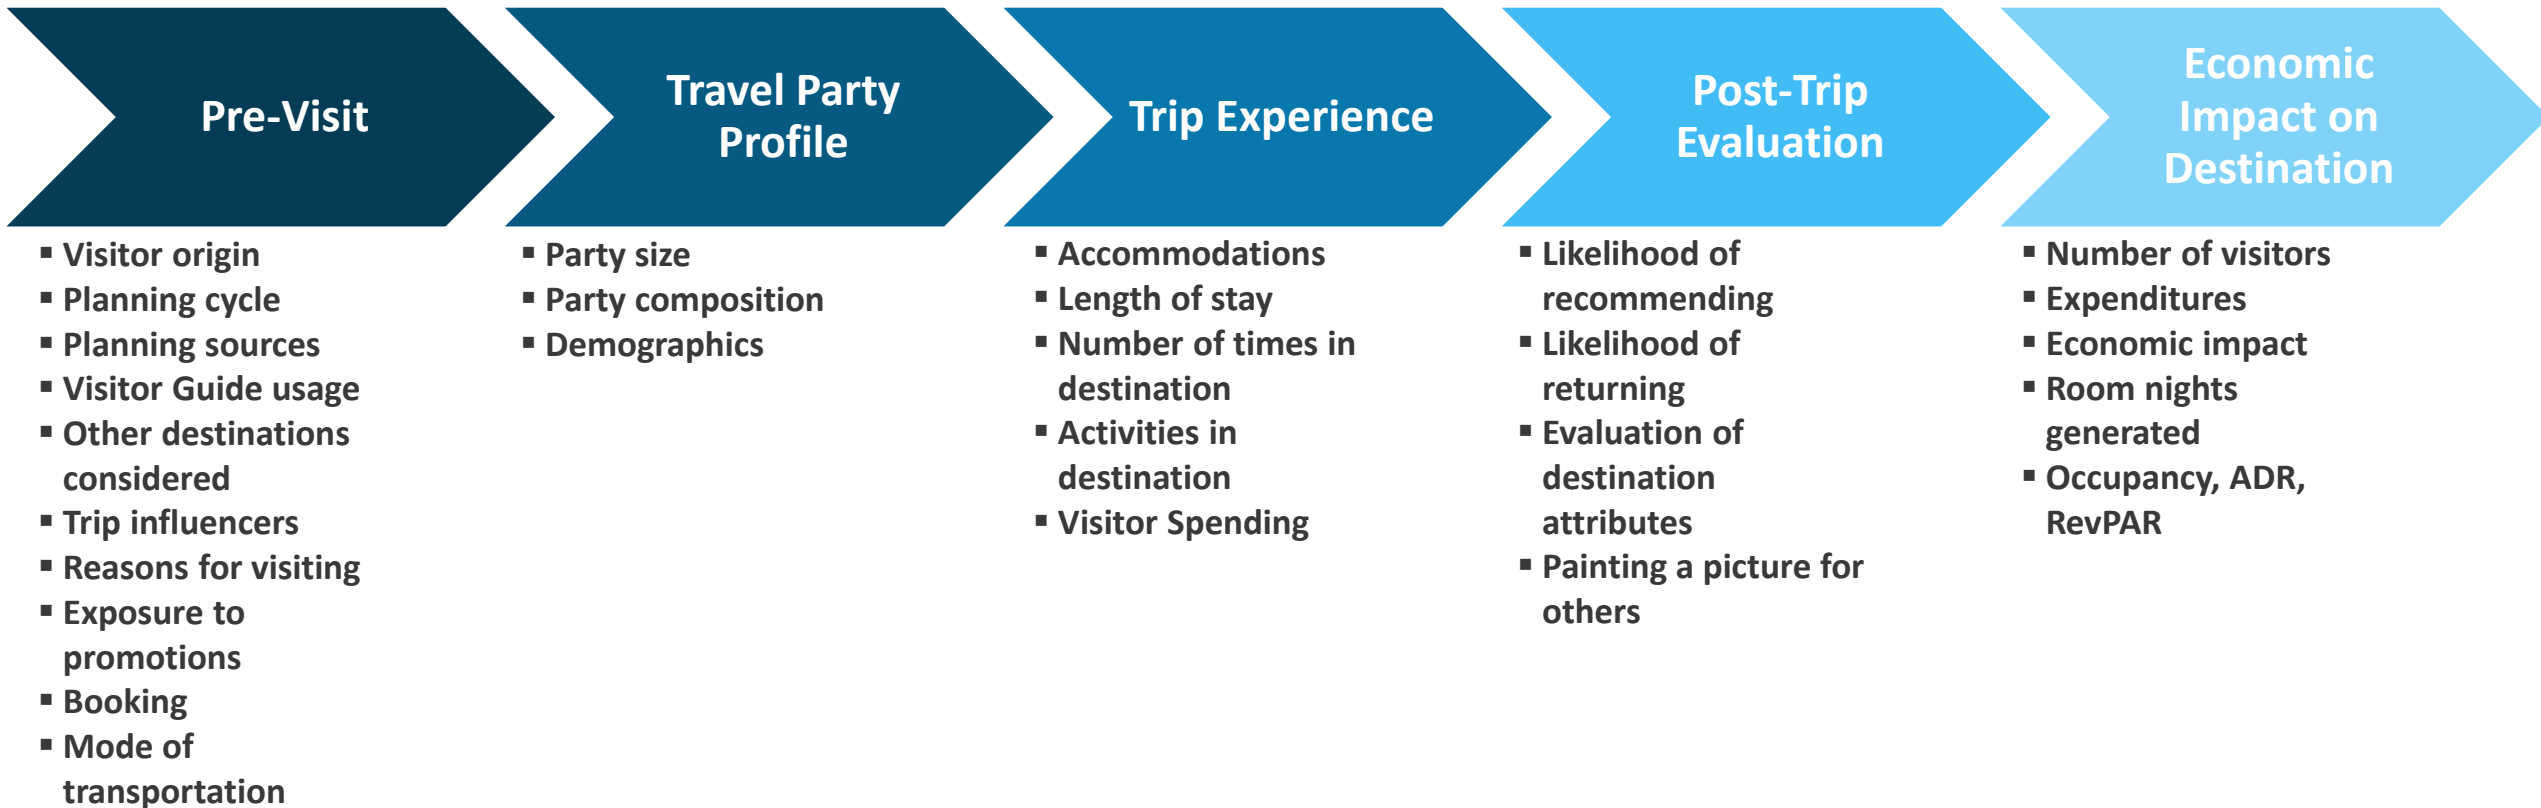 Pre-Visit
▪ Visitor origin
▪ Planning cycle
▪ Planning sources
▪ Visitor Guide usage
▪ Other destinations
considered
▪ Trip influencers
▪ Reasons for visiting
▪ Exposure to
promotions
▪ Booking
▪ Mode of
transportation
Travel Party
Profile
▪ Party size
▪ Party composition
▪ Demographics
Trip Experience
▪ Accommodations
▪ Length of stay
▪ Number of times in
destination
▪ Activities in
destination
▪ Visitor Spending
Post-Trip
Evaluation
▪ Likelihood of
recommending
▪ Likelihood of
returning
▪ Evaluation of
destination
attributes
▪ Painting a picture for
others
Economic
Impact on
Destination
▪ Number of visitors
▪ Expenditures
▪ Economic impact
▪ Room nights
generated
▪ Occupancy, ADR,
RevPAR